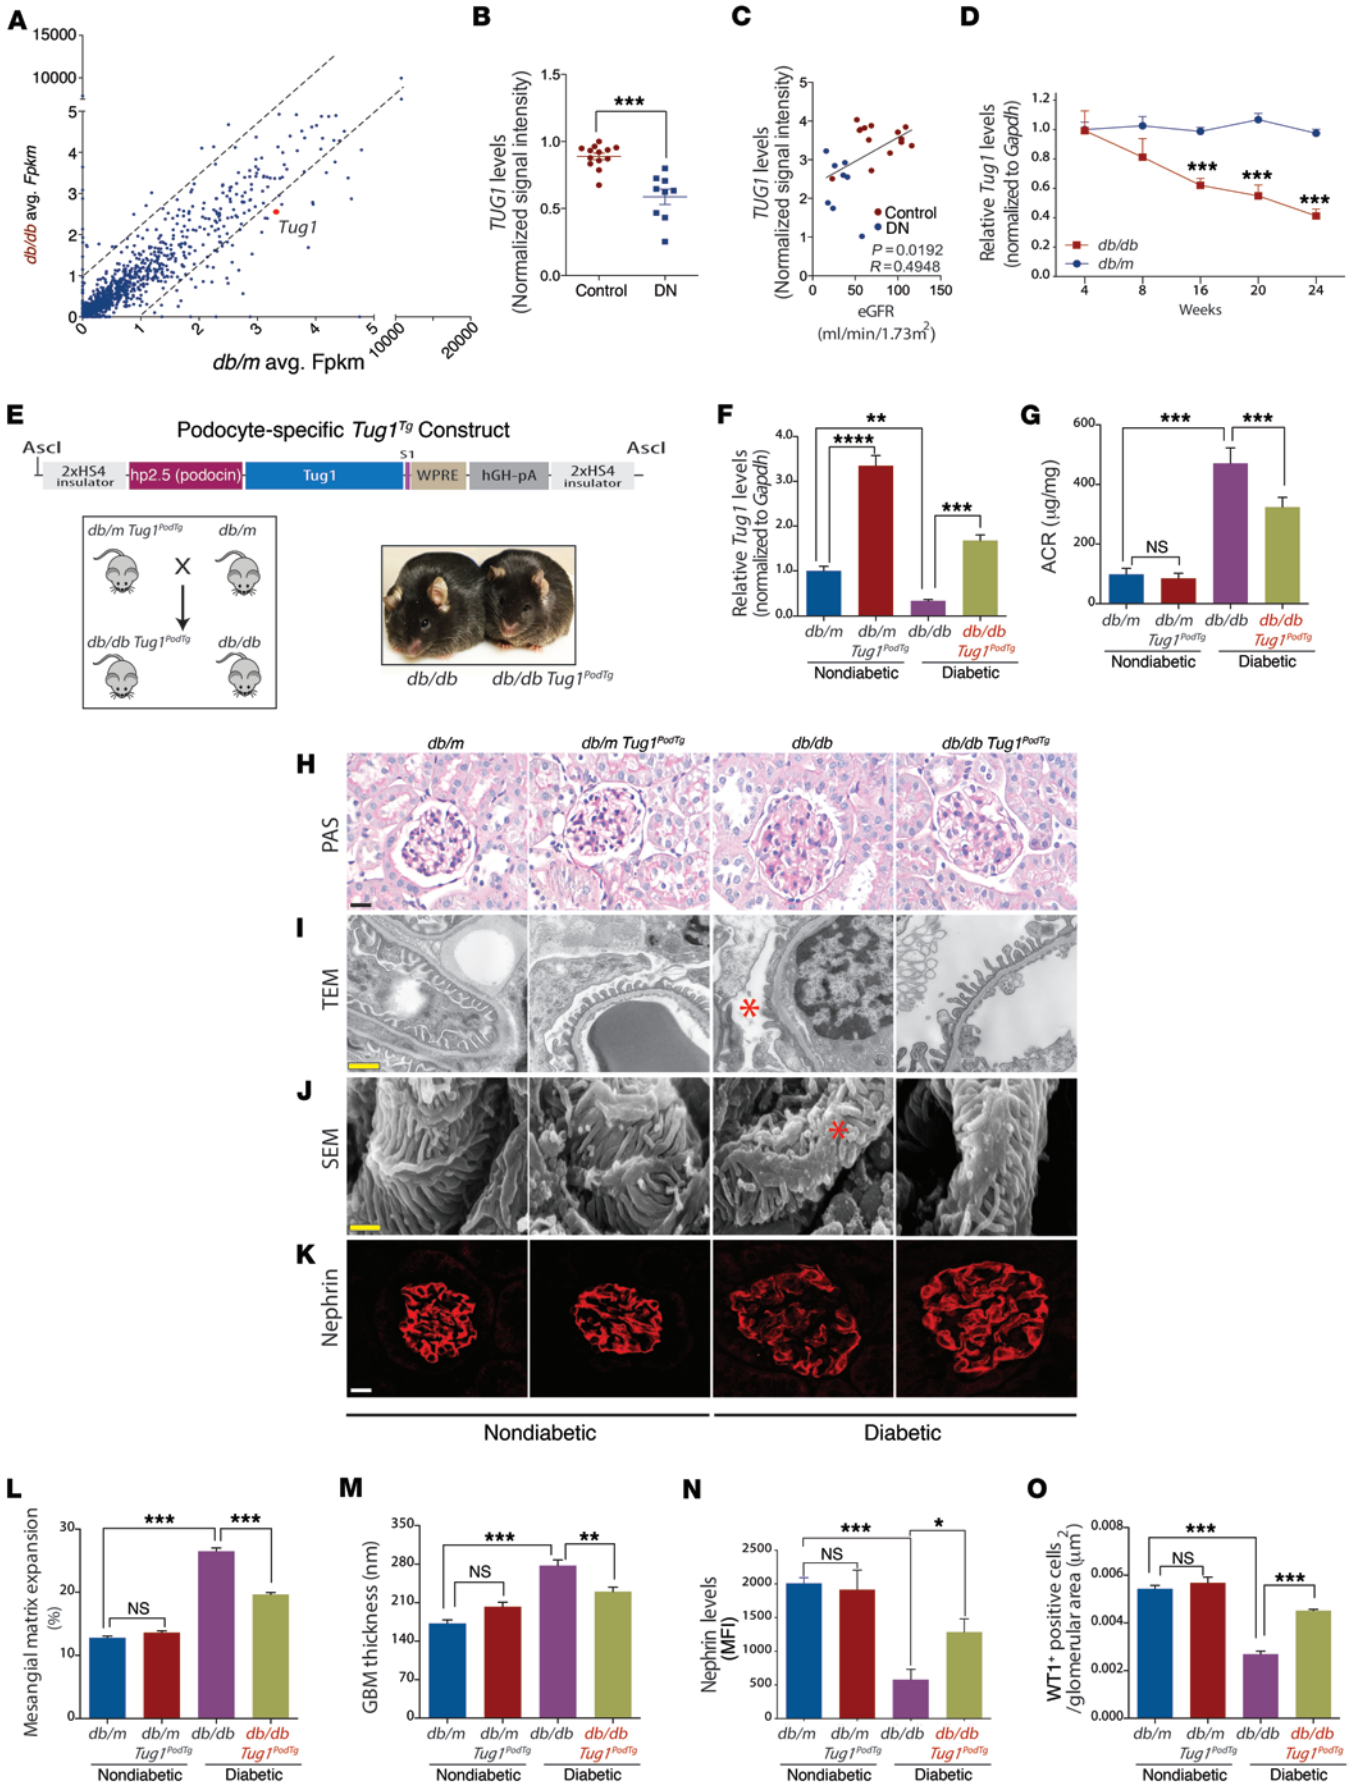 A
15000
10000
5
4
3
2
1
0
db/db avg. Fpkm
Tug1
0
1
2
3
4
5
10000
20000
db/m avg. Fpkm
B
TUG1 levels
(Normalized signal intensity)
1.5
1.0
0.5
0.0
***
Control
DN
C
TUG1 levels
(Normalized signal intensity)
5
4
3
2
1
0
Control
DN
P = 0.0192
R = 0.4948
0
50
100
150
eGFR
(ml/min/1.73m2)
D
Relative Tug1 levels
(normalized to Gapdh)
1.2
1.0
0.8
0.6
0.4
0.2
0.0
***
***
***
db/db
db/m
4
8
16
20
24
Weeks
E
Podocyte-specific Tug1Tg Construct
AscI
AscI
S1
2xHS4
insulator
hp2.5 (podocin)
Tug1
WPRE
hGH-pA
2xHS4
insulator
db/m Tug1PodTg
db/m
X
db/db Tug1PodTg
db/db
db/db
db/db Tug1PodTg
F
Relative Tug1 levels
(normalized to Gapdh)
4.0
3.0
2.0
1.0
0.0
**
****
***
db/m
db/m
Tug1PodTg
db/db
db/db
Tug1PodTg
Nondiabetic
Diabetic
G
ACR (µg/mg)
600
400
200
0
***
***
NS
db/m
db/m
Tug1PodTg
db/db
db/db
Tug1PodTg
Nondiabetic
Diabetic
db/m
db/m Tug1PodTg
db/db
db/db Tug1PodTg
H
PAS
I
TEM
*
J
SEM
*
K
Nephrin
Nondiabetic
Diabetic
L
Mesangial matrix expansion
(%)
30
20
10
0
***
***
NS
db/m
db/m
Tug1PodTg
db/db
db/db
Tug1PodTg
Nondiabetic
Diabetic
M
GBM thickness (nm)
350
280
210
140
70
0
***
**
NS
db/m
db/m
Tug1PodTg
db/db
db/db
Tug1PodTg
Nondiabetic
Diabetic
N
Nephrin levels
(MFI)
2500
2000
1500
1000
500
0
***
*
NS
db/m
db/m
Tug1PodTg
db/db
db/db
Tug1PodTg
Nondiabetic
Diabetic
O
WT1+ positive cells
/glomerular area (µm2)
0.008
0.006
0.004
0.002
0.000
***
NS
***
db/m
db/m
Tug1PodTg
db/db
db/db
Tug1PodTg
Nondiabetic
Diabetic